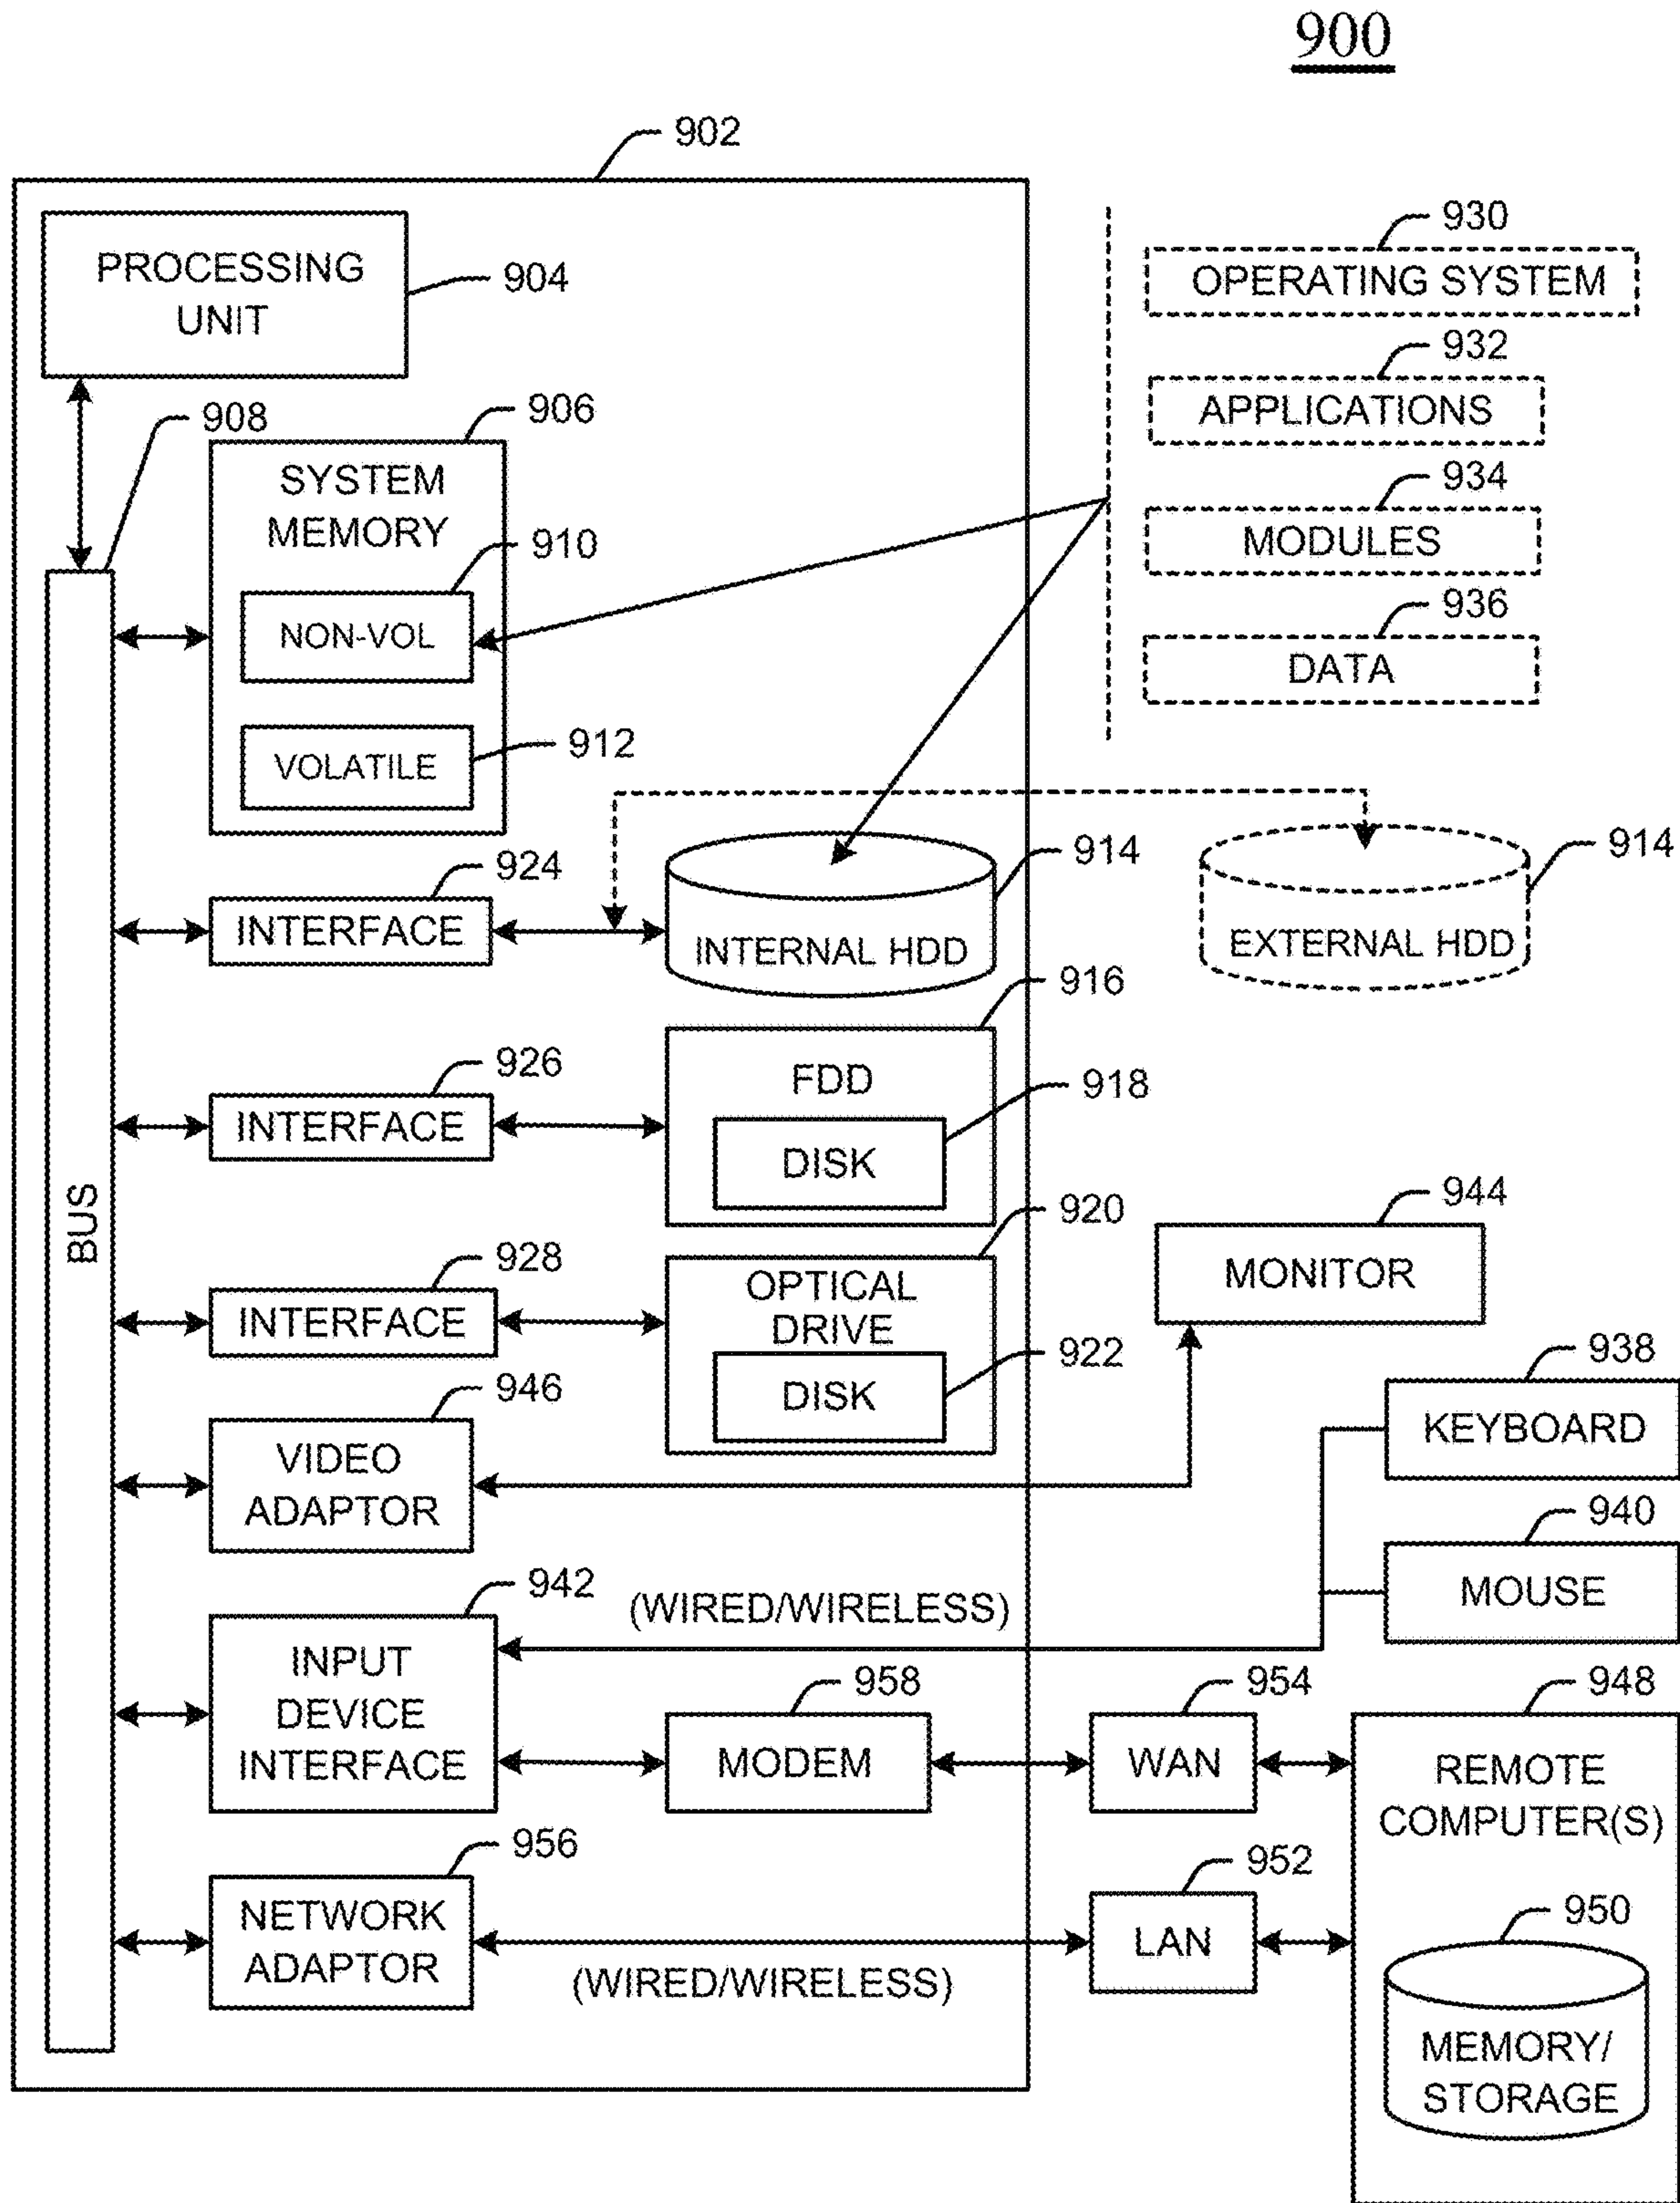 900
902
PROCESSING
UNIT
904
930
OPERATING SYSTEM
932
APPLICATIONS
934
MODULES
936
DATA
908
906
SYSTEM
MEMORY
910
NON-VOL
912
VOLATILE
924
INTERFACE
914
INTERNAL HDD
914
EXTERNAL HDD
916
926
INTERFACE
FDD
918
DISK
BUS
920
928
INTERFACE
OPTICAL
DRIVE
922
DISK
944
MONITOR
938
KEYBOARD
946
VIDEO
ADAPTOR
940
MOUSE
942
(WIRED/WIRELESS)
INPUT
DEVICE
INTERFACE
958
MODEM
954
WAN
948
REMOTE
COMPUTER(S)
956
NETWORK
ADAPTOR
(WIRED/WIRELESS)
952
LAN
950
MEMORY/
STORAGE